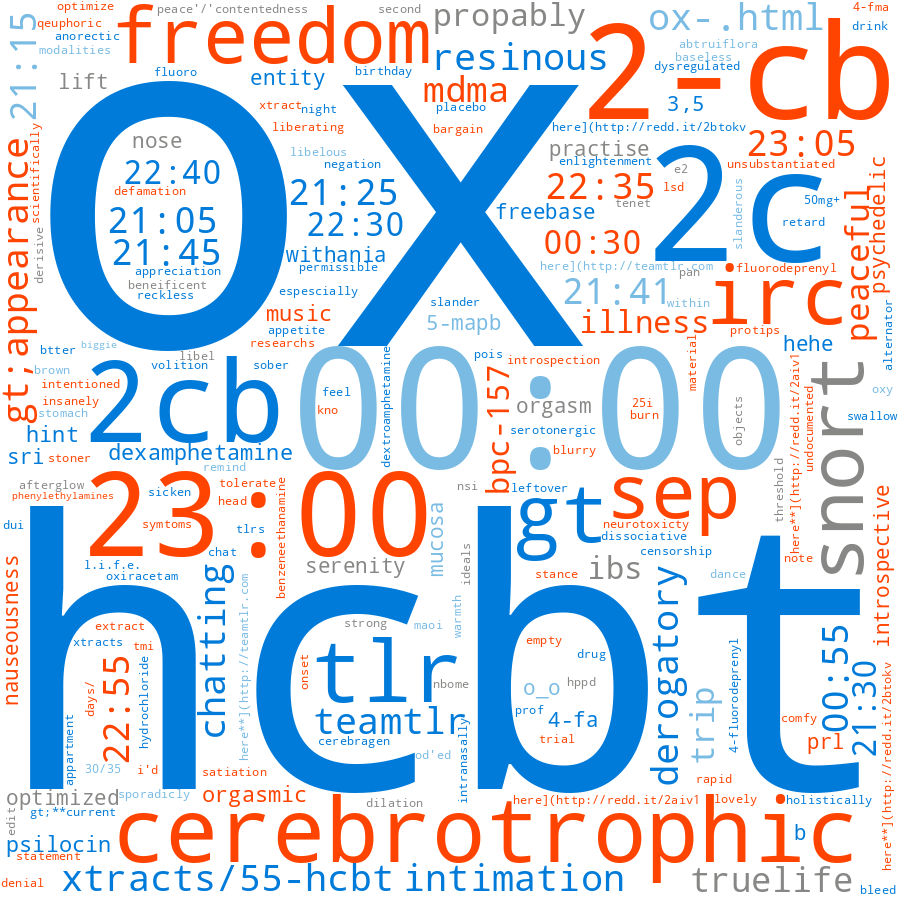 optimize
peace'/'contentedness
second
4-fma
qeuphoric
anorectic
modalities
21:15
freedom
propably
ox-.html
drink
abtruiflora
baseless
dysregulated
2-cb
lift
fluoro
entity
birthday
resinous
mdma
3,5
xtract
night
placebo
liberating
bargain
here](http://redd.it/2btokv
23:05
nose
libelous
negation
practise
enlightenment
unsubstantiated
ox
22:40
defamation
21:25
22:35
e2
lsd
tenet
2c
slanderous
50mg+
retard
peaceful
psychedelic
scientifically
gt;appearance
derisive
21:05
22:30
freebase
21:45
withania
00:30
appreciation
permissible
here](http://teamtlr.com
pan
fluorodeprenyl
beneificent
reckless
espescially
21:41
within
irc
music
slander
5-mapb
illness
protips
alternator
appetite
researchs
hehe
btter
biggie
libel
volition
sober
pois
introspection
material
brown
intentioned
insanely
stomach
2cb
00:00
feel
kno
dextroamphetamine
bpc-157
orgasm
25i
burn
objects
here**](http://redd.it/2aiv1
undocumented
snort
oxy
swallow
hint
sri
stoner
dexamphetamine
remind
serotonergic
blurry
afterglow
phenylethylamines
sicken
tolerate
head
nsi
leftover
threshold
23:00
gt
sep
dui
symtoms
tlrs
benzeneethanamine
mucosa
neurotoxicty
dissociative
censorship
note
introspective
l.i.f.e.
oxiracetam
chat
serenity
ideals
stance
ibs
dance
nauseousness
hcbt
chatting
here**](http://teamtlr.com
extract
xtracts
tmi
strong
maoi
warmth
empty
drug
derogatory
trip
4-fluorodeprenyl
00:55
21:30
here**](http://redd.it/2btokv
22:55
days/
hydrochloride
onset
tlr
nbome
o_o
hppd
prof
4-fa
comfy
appartment
teamtlr
cerebragen
trial
prl
od'ed
intranasally
30/35
i'd
satiation
rapid
optimized
sporadicly
orgasmic
dilation
here](http://redd.it/2aiv1
lovely
holistically
gt;**current
edit
psilocin
cerebrotrophic
b
statement
denial
xtracts/55-hcbt
intimation
truelife
bleed